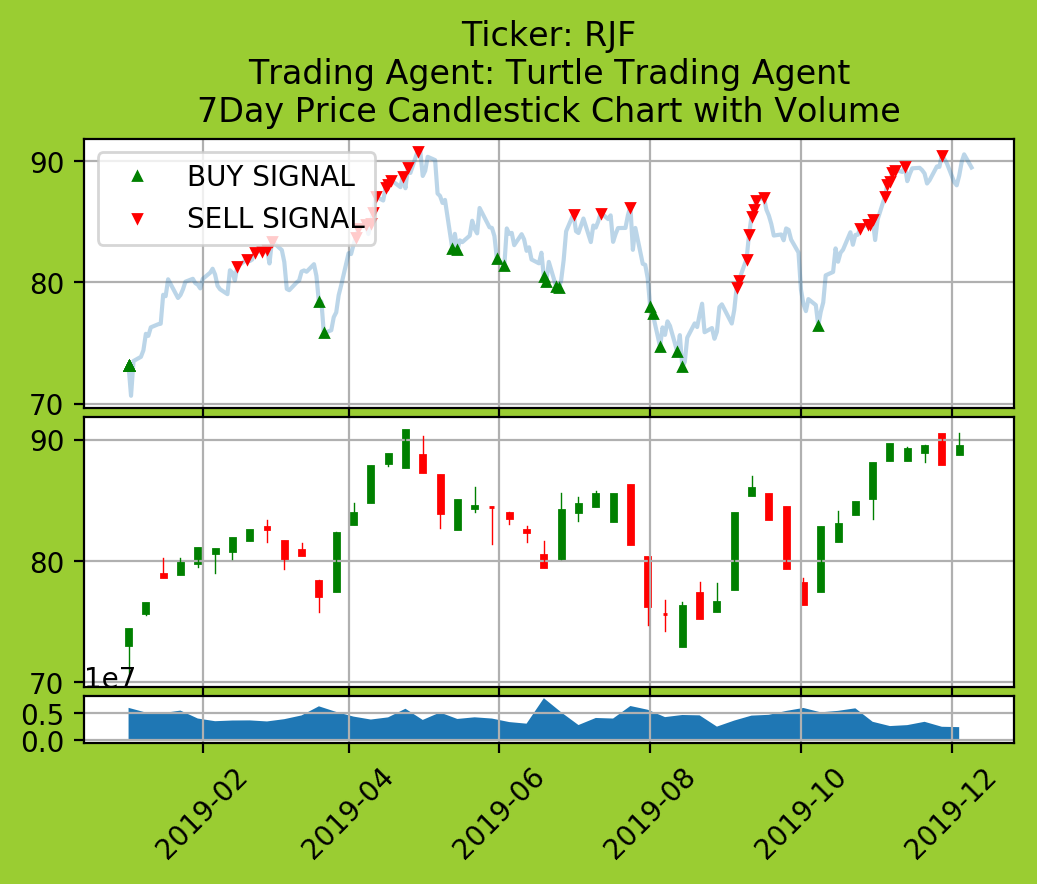 Ticker: RJF
Trading Agent: Turtle Trading Agent
7Day Price Candlestick Chart with Volume
90
80
70
BUY SIGNAL
SELL SIGNAL
90
80
70
1e7
0.5
0.0
2019-02
2019-04
2019-06
2019-08
2019-10
2019-12